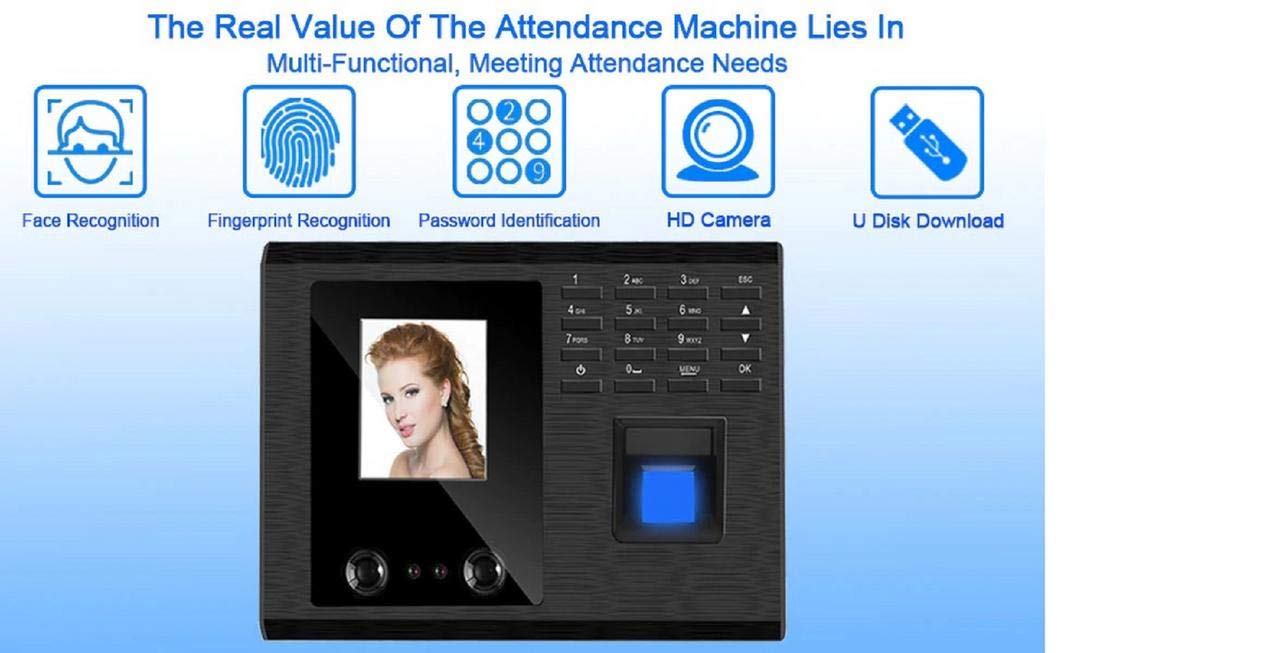 The Real Value Of The Attendance Machine Lies In
Multi-Functional, Meeting Attendance Needs
2
4
9
Face Recognition
Fingerprint Recognition
Password Identification
HD Camera
U Disk Download
1 2 ABC 3 DEF ESC
4 GHI 5 JKL 6 MNO ▲
7 PQRS 8 TUV 9 WXYZ ▼
0 MENU OK